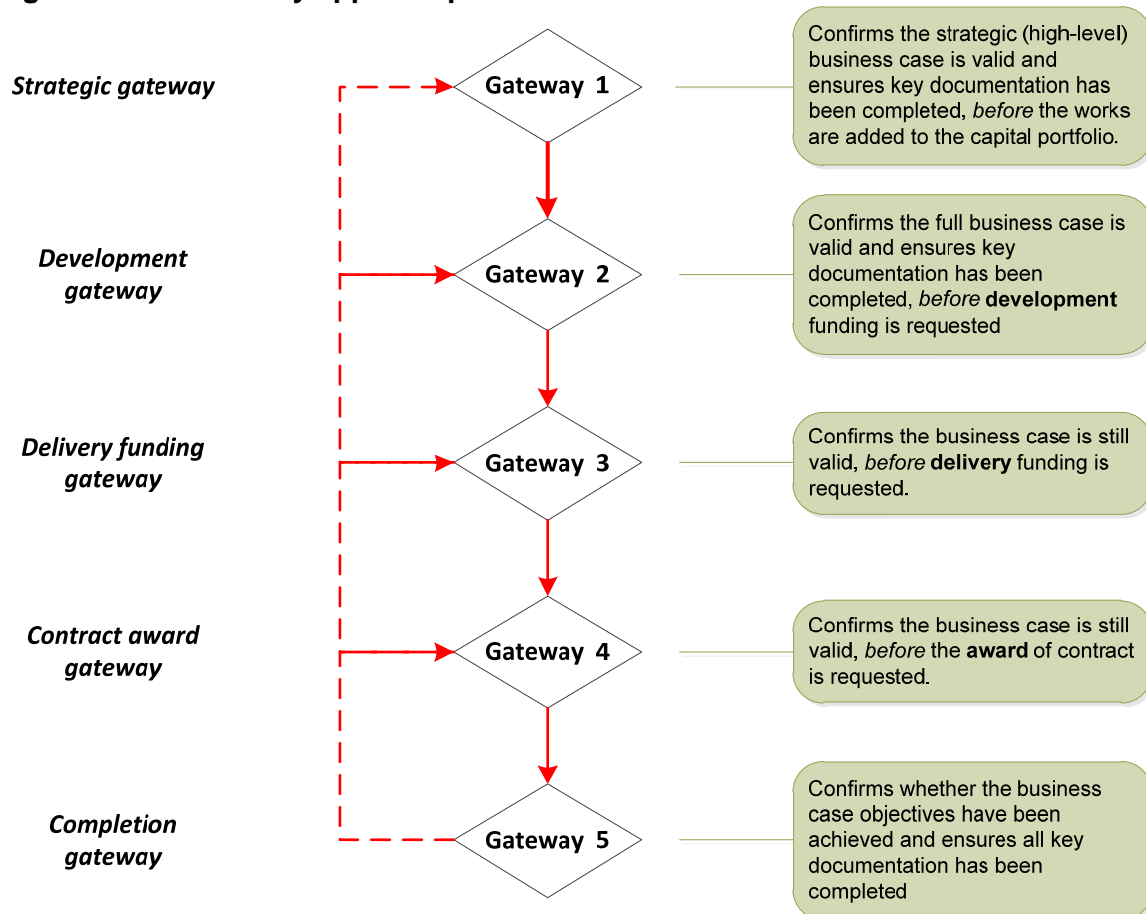 Strategic gateway
Gateway 1
Confirms the strategic (high-level)
business case is valid and
ensures key documentation has
been completed, before the works
are added to the capital portfolio.
Development
gateway
Gateway 2
Confirms the full business case is
valid and ensures key
documentation has been
completed, before development
funding is requested
Delivery funding
gateway
Gateway 3
Confirms the business case is still
valid, before delivery funding is
requested.
Contract award
gateway
Gateway 4
Confirms the business case is still
valid, before the award of contract
is requested.
Completion
gateway
Gateway 5
Confirms whether the business
case objectives have been
achieved and ensures all key
documentation has been
completed